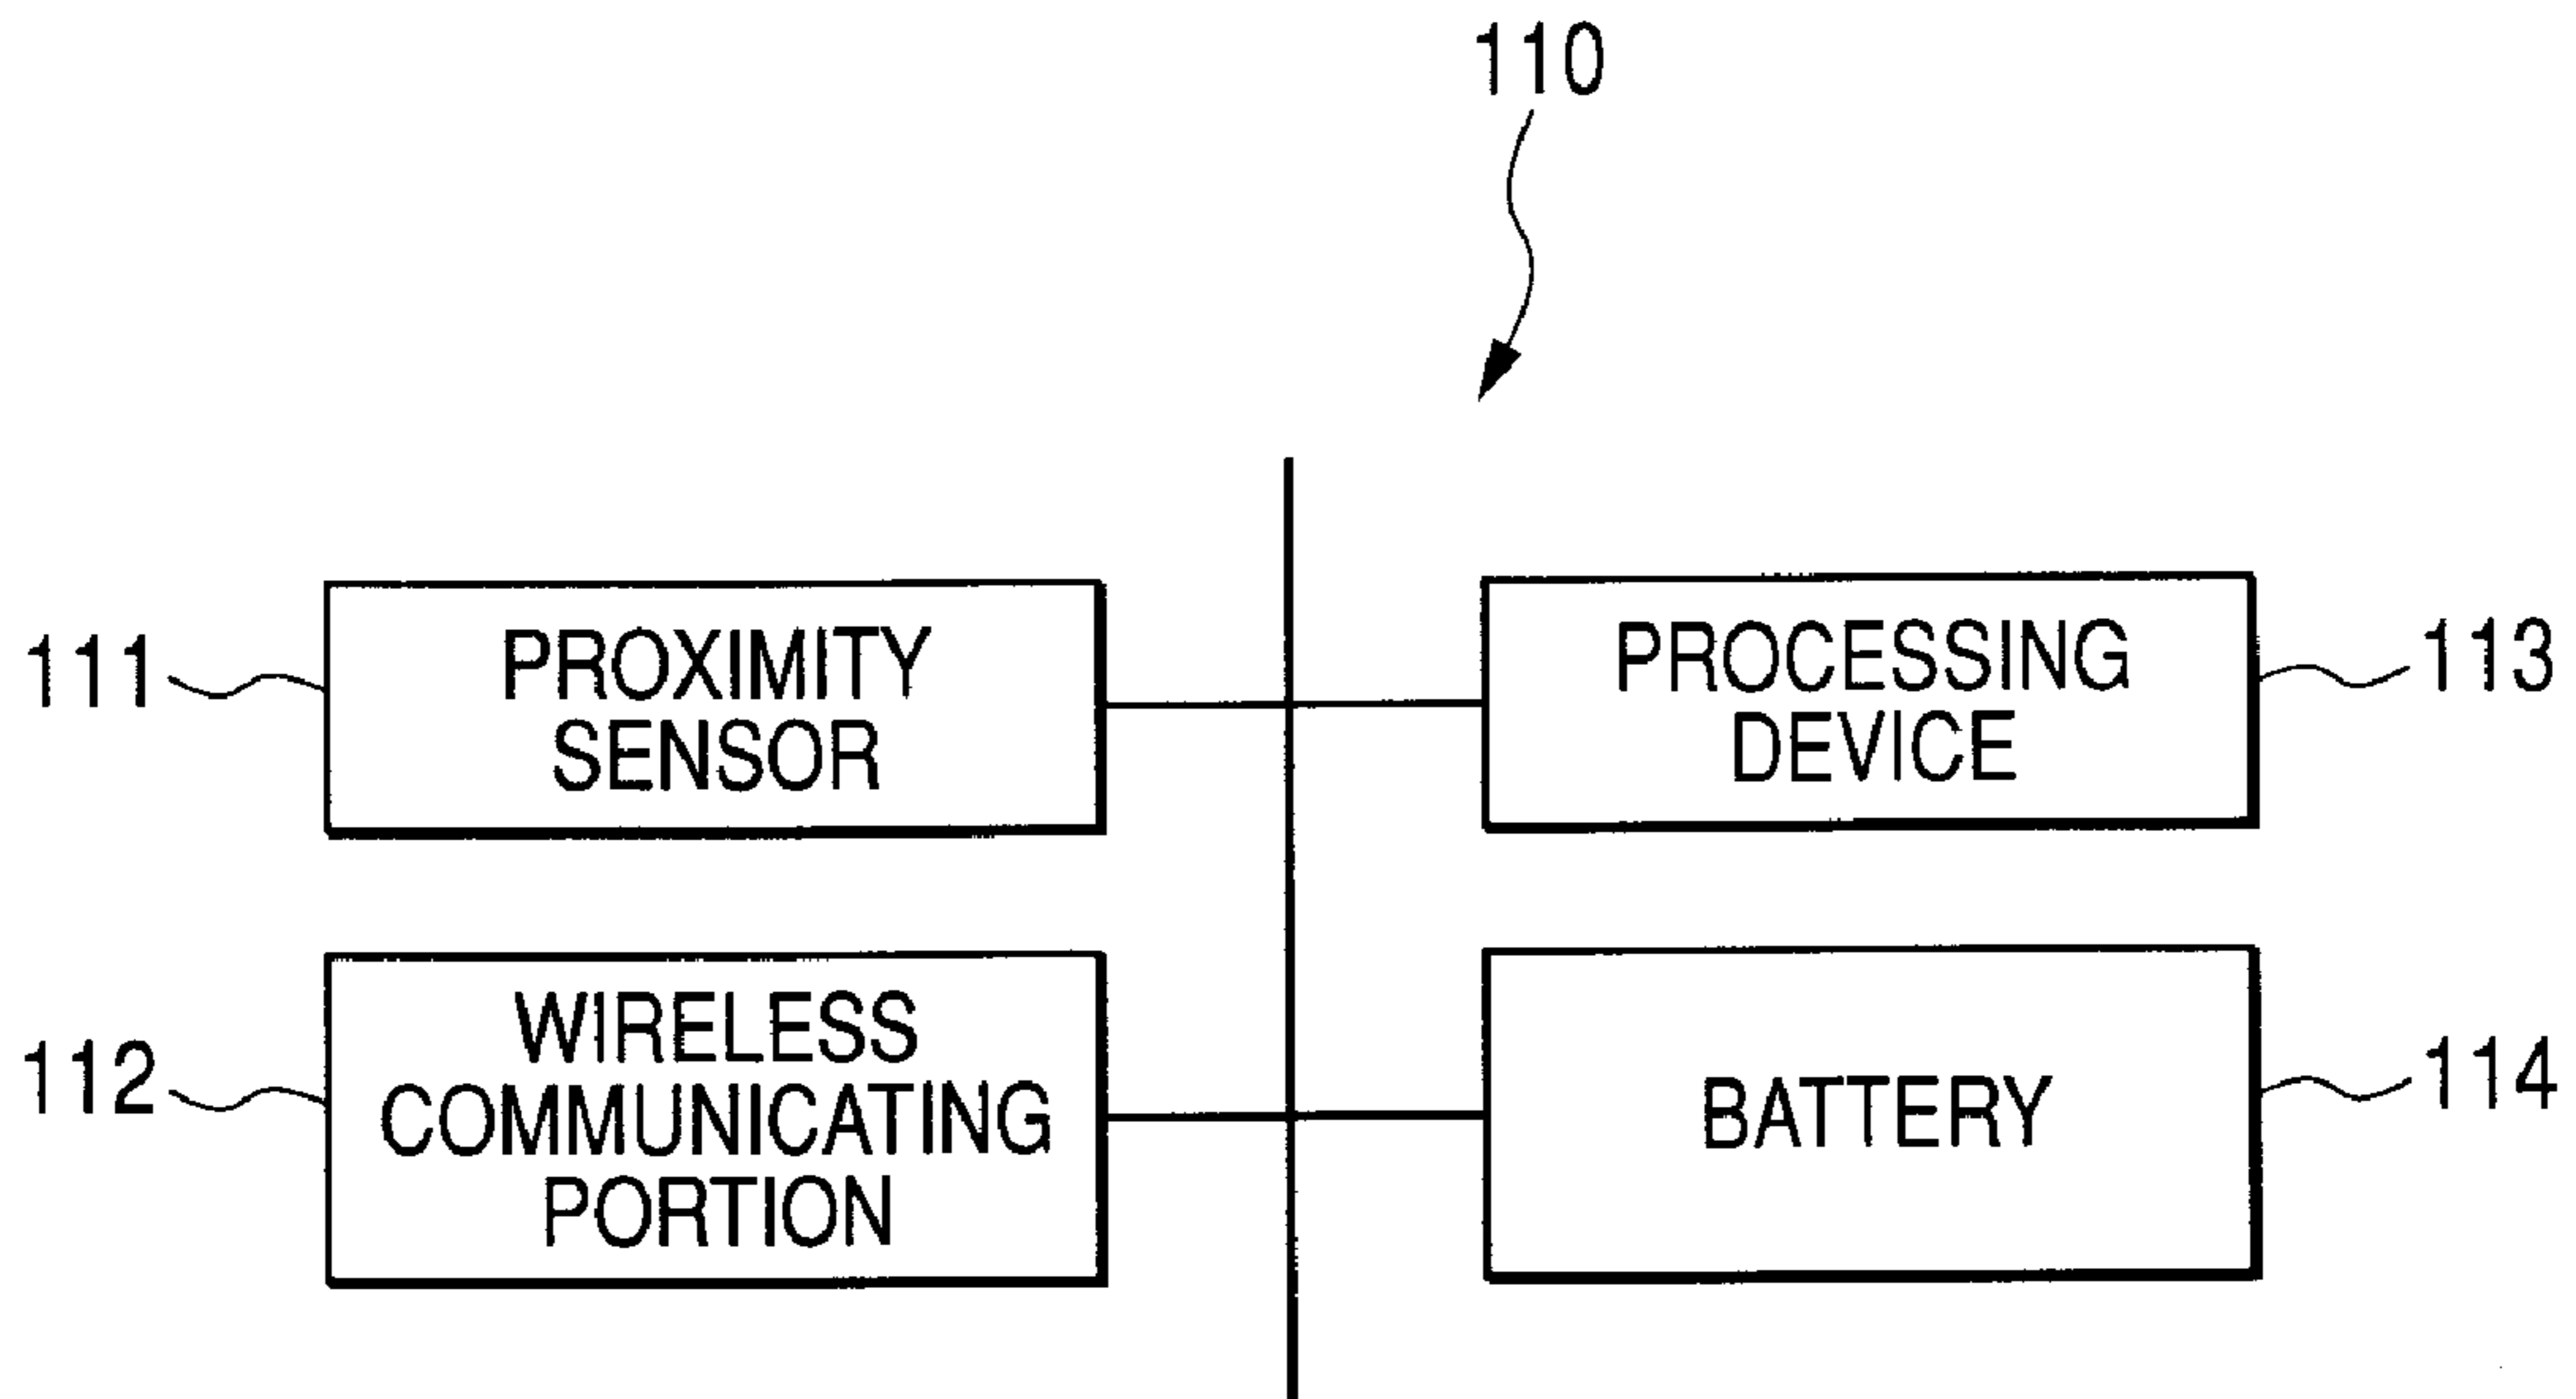 110
111
PROXIMITY
SENSOR
PROCESSING
DEVICE
113
112
WIRELESS
COMMUNICATING
PORTION
BATTERY
114